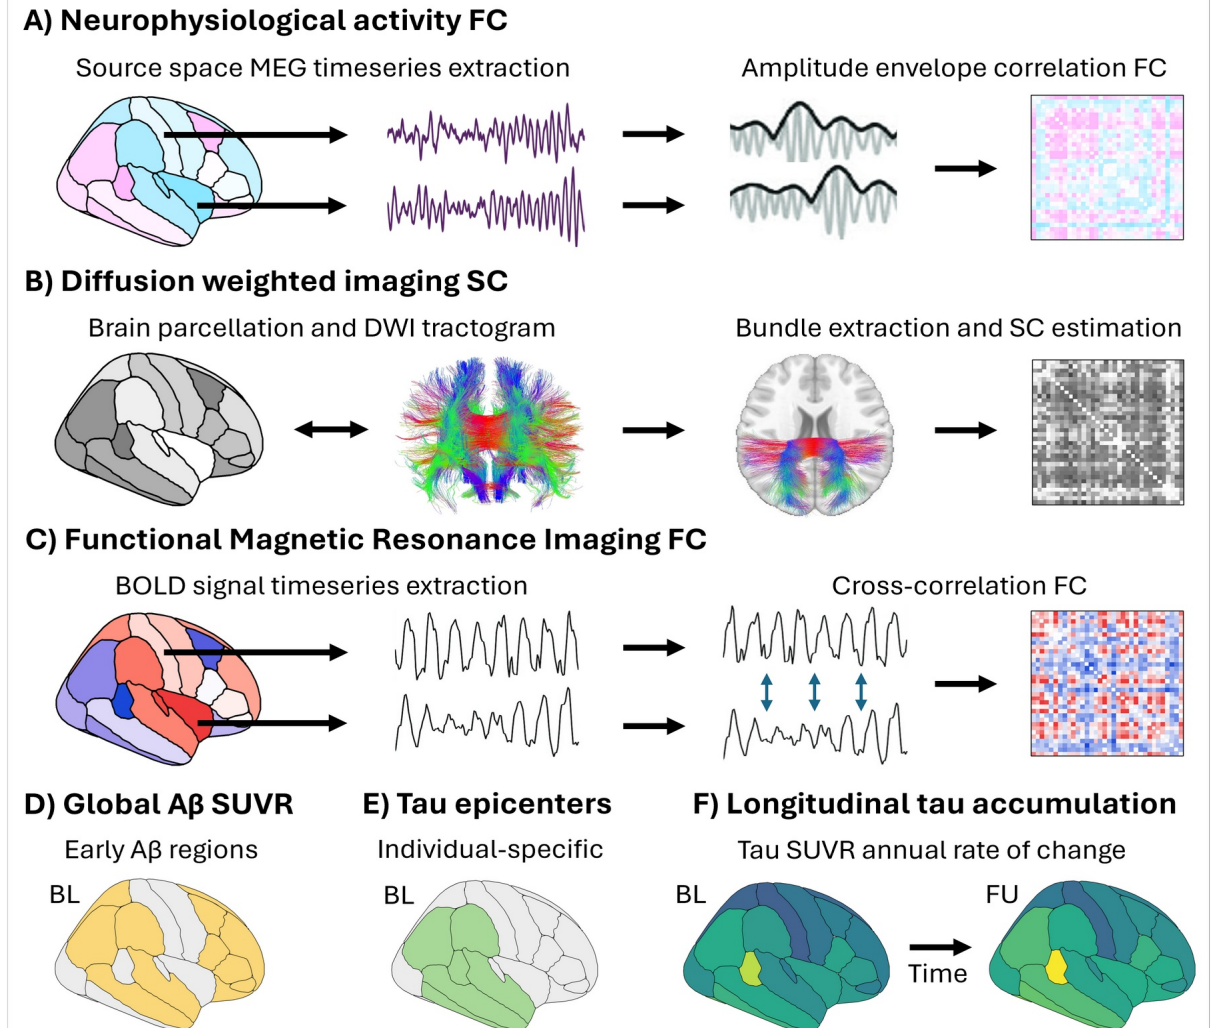 A) Neurophysiological activity FC
Source space MEG timeseries extraction
Amplitude envelope correlation FC
B) Diffusion weighted imaging SC
Brain parcellation and DWI tractogram
Bundle extraction and SC estimation
C) Functional Magnetic Resonance Imaging FC
BOLD signal timeseries extraction
Cross-correlation FC
D) Global Aβ SUVR
Early Aβ regions
BL
E) Tau epicenters
Individual-specific
BL
F) Longitudinal tau accumulation
Tau SUVR annual rate of change
BL
FU
Time